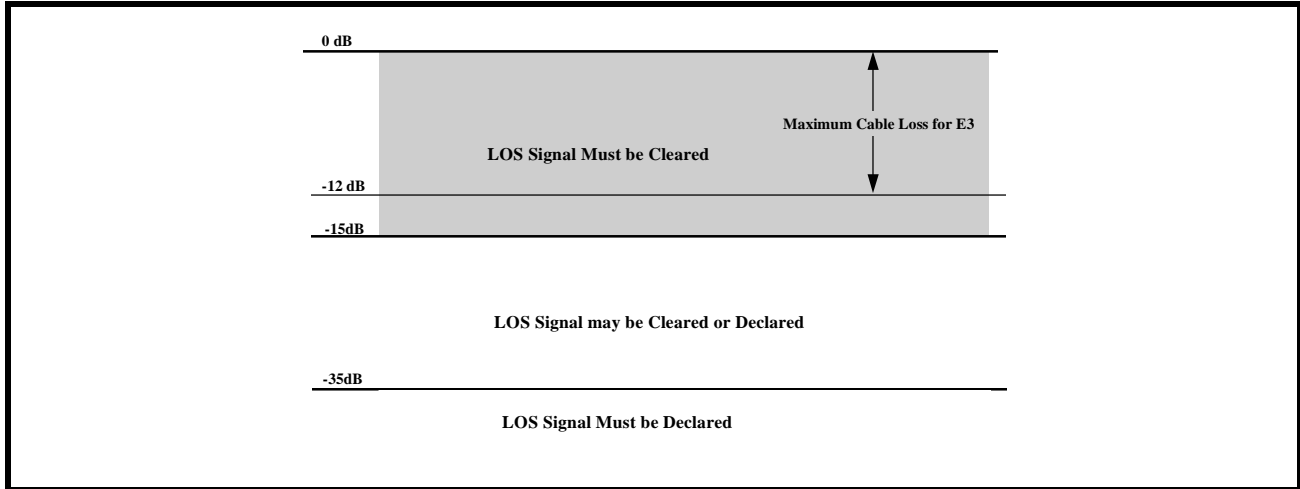 0 dB
Maximum Cable Loss for E3
LOS Signal Must be Cleared
-12 dB
-15dB
LOS Signal may be Cleared or Declared
-35dB
LOS Signal Must be Declared